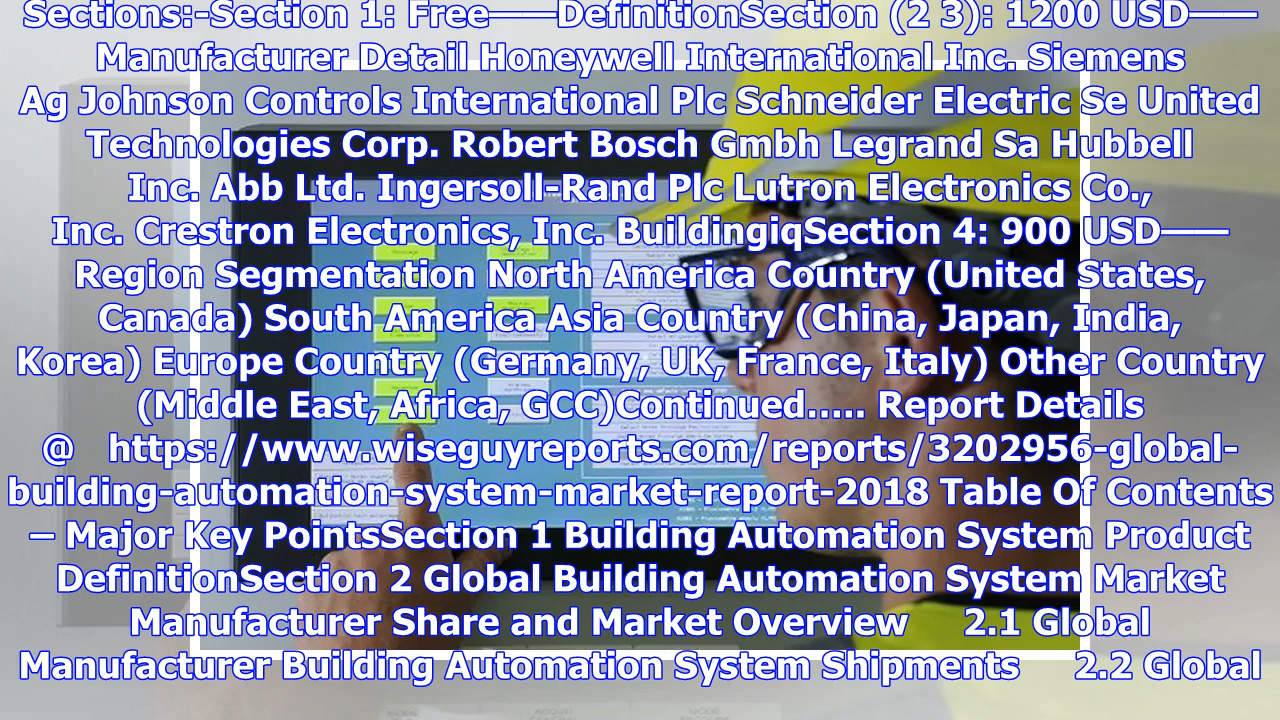 Sections:-Section 1: Free——DefinitionSection (2 3): 1200 USD——
Manufacturer Detail Honeywell International Inc. Siemens
Ag Johnson Controls International Plc Schneider Electric Se United
Technologies Corp. Robert Bosch Gmbh Legrand Sa Hubbell
Inc. Abb Ltd. Ingersoll-Rand Plc Lutron Electronics Co.,
Inc. Crestron Electronics, Inc. BuildingiqSection 4: 900 USD——
Region Segmentation North America Country (United States,
Canada) South America Asia Country (China, Japan, India,
Korea) Europe Country (Germany, UK, France, Italy) Other Country
(Middle East, Africa, GCC)Continued….. Report Details
@   https://www.wiseguyreports.com/reports/3202956-global-
building-automation-system-market-report-2018 Table Of Contents
– Major Key PointsSection 1 Building Automation System Product
DefinitionSection 2 Global Building Automation System Market
Manufacturer Share and Market Overview     2.1 Global
Manufacturer Building Automation System Shipments     2.2 Global